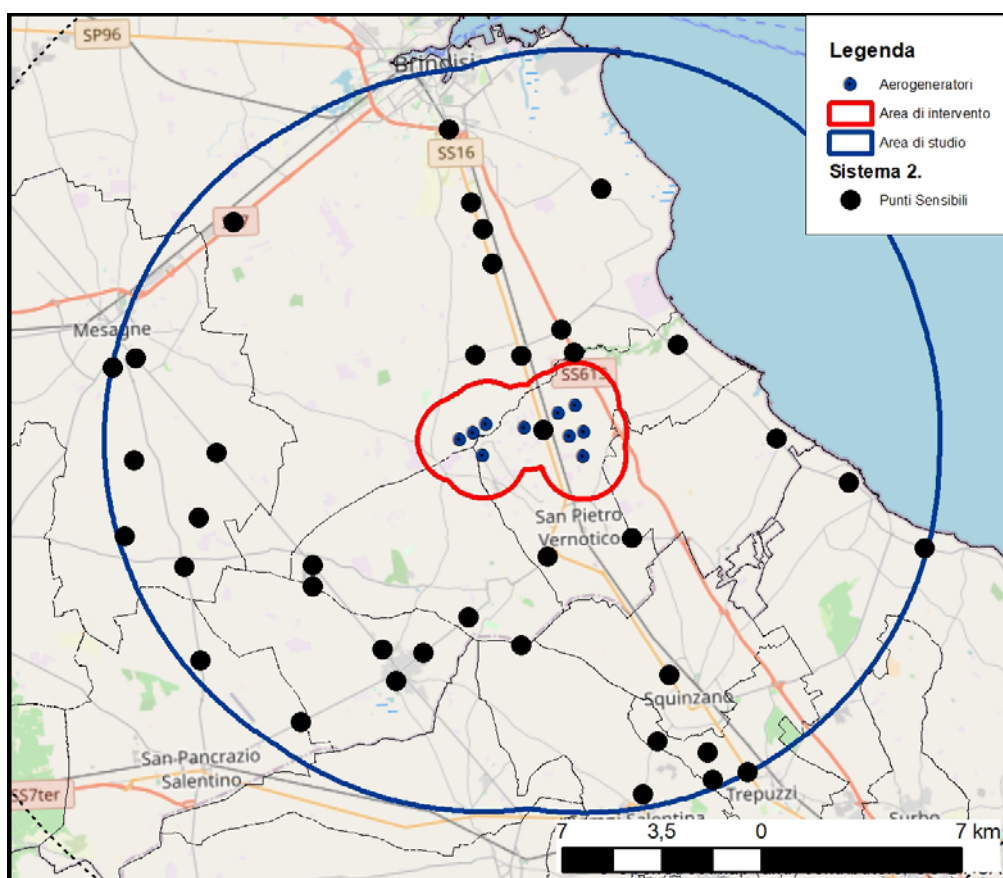 SP96
Brindisi
SS16
Mesagne
SS613
San Pietro
Vernotico
Squinzano
San Pancrazio
Salentino
SS7ter
Trepuzzi
Surbo
Legenda
Aerogeneratori
Area di intervento
Area di studio
Sistema 2.
Punti Sensibili
7 3,5 0 7 km